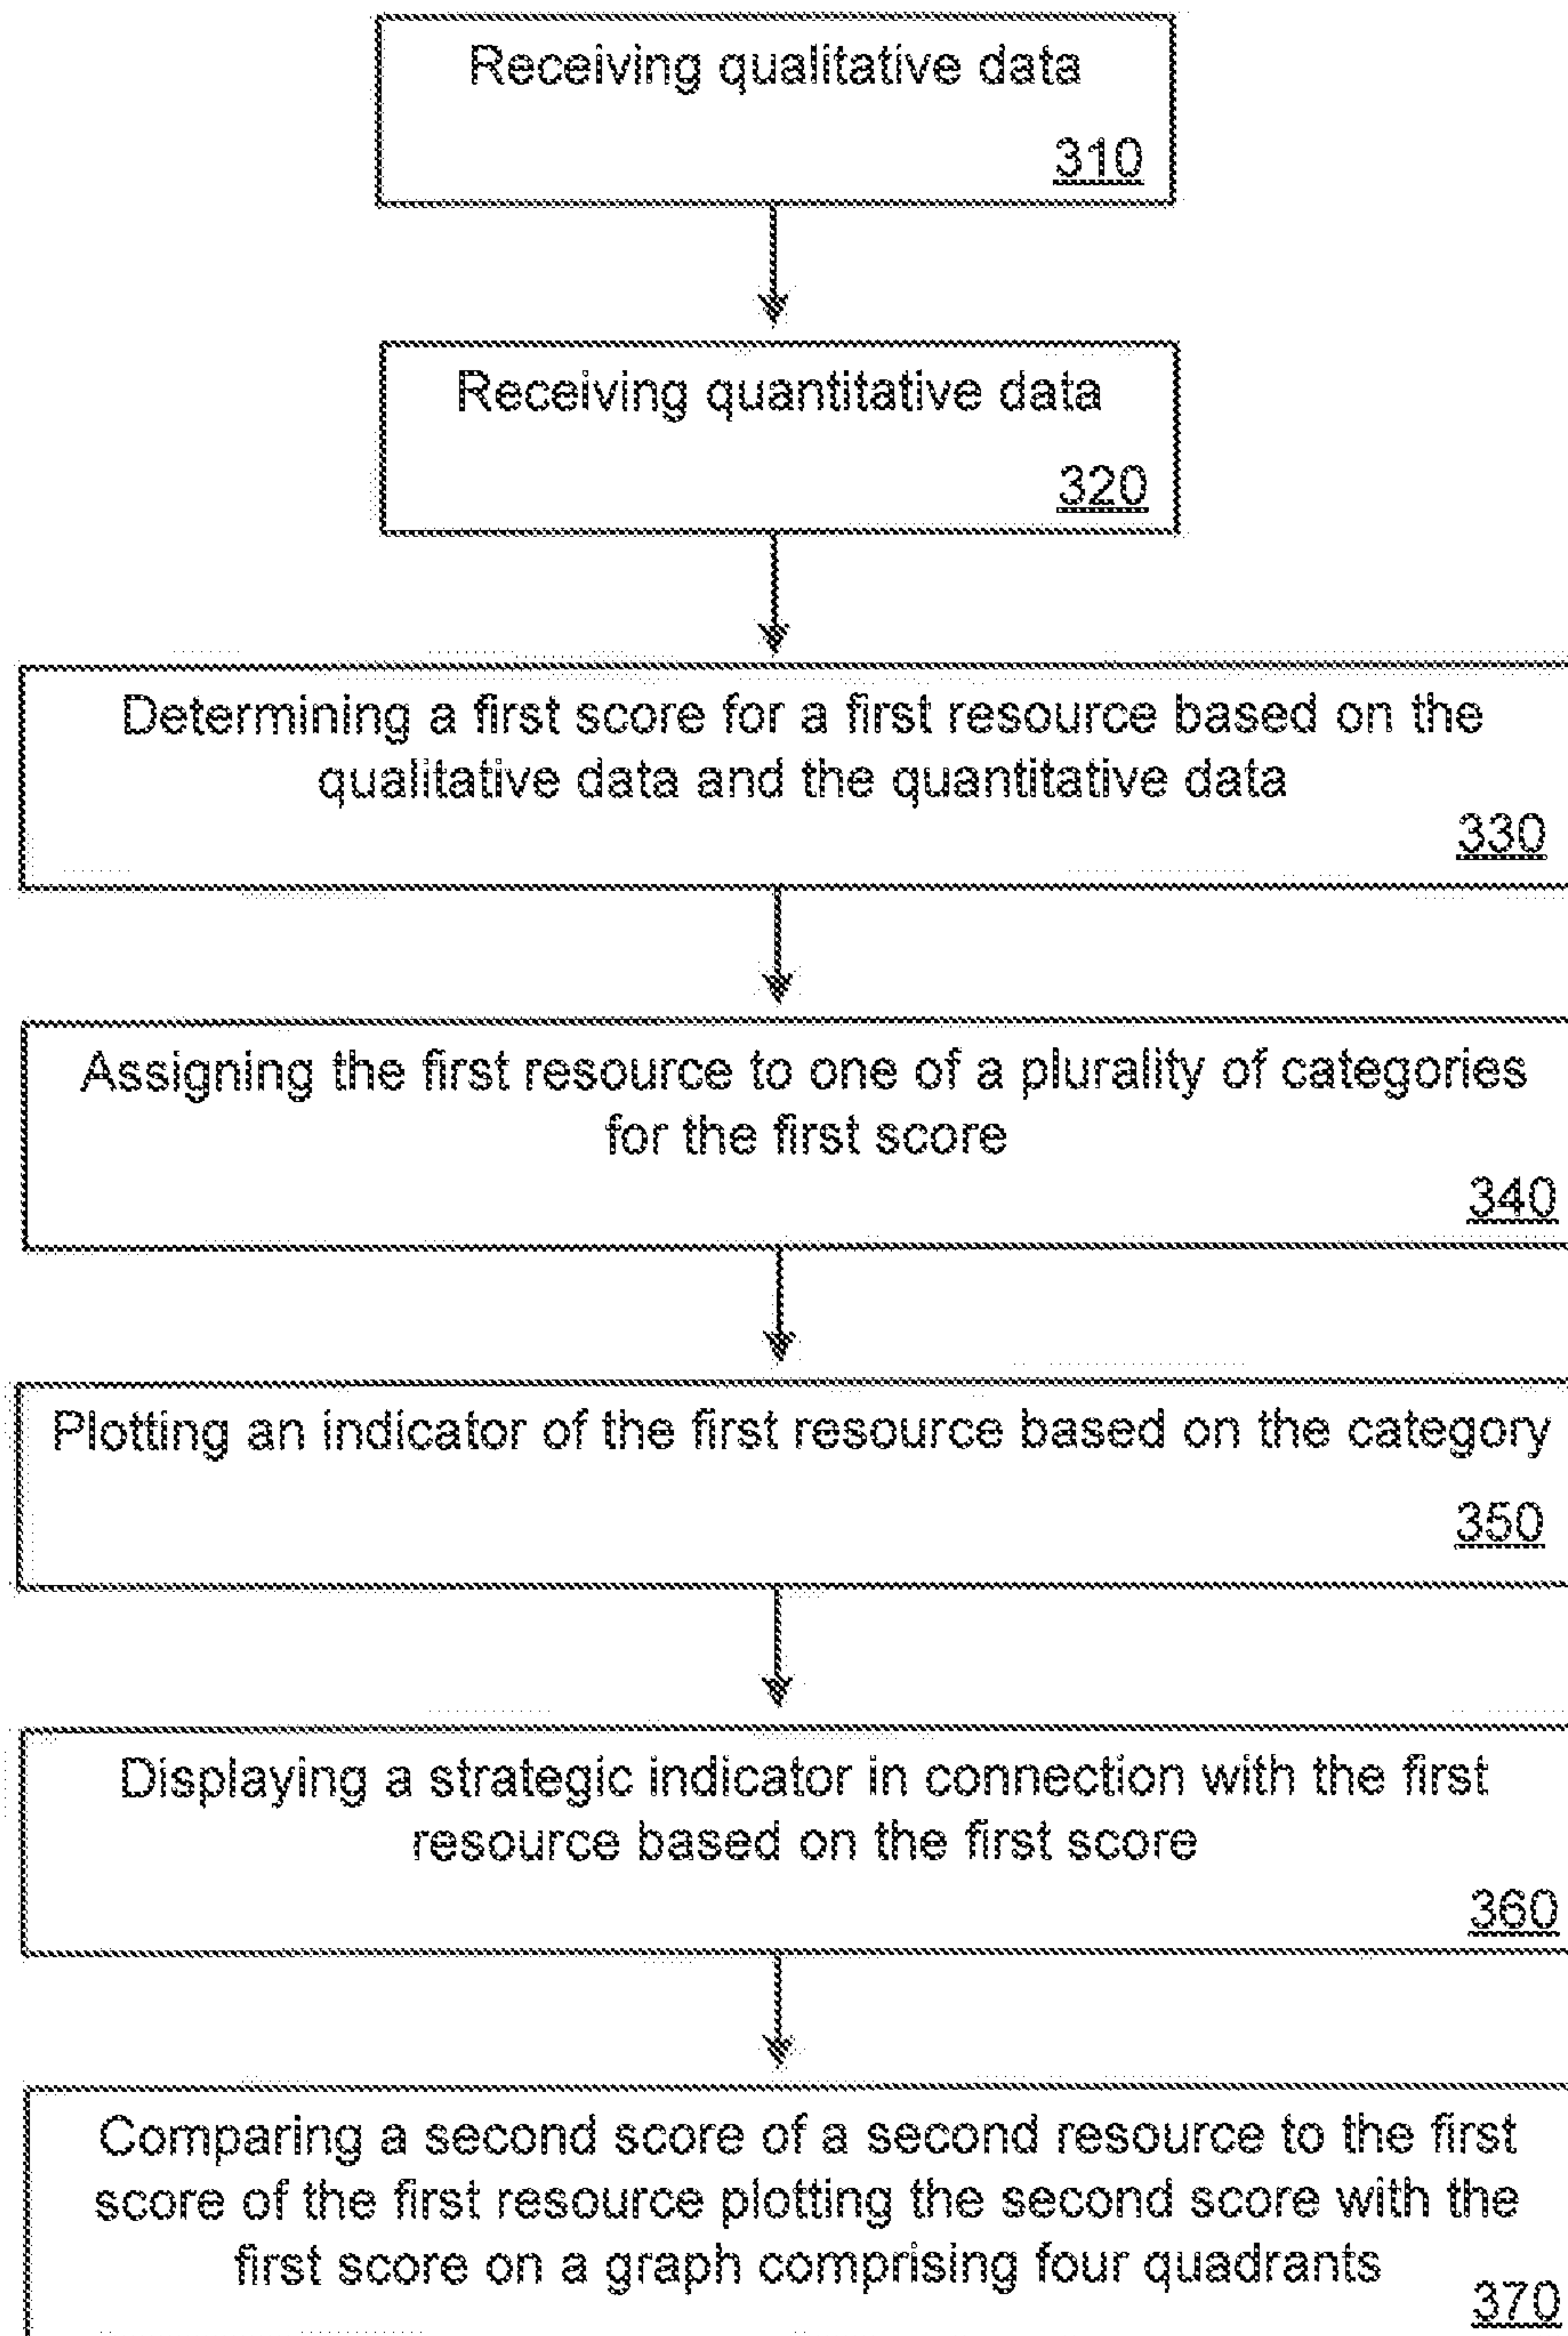 Receiving qualitative data
310
Receiving quantitative data
320
Determining a first score for a first resource based on the
qualitative data and the quantitative data
330
Assigning the first resource to one of a plurality of categories
for the first score
340
Plotting an indicator of the first resource based on the category
350
Displaying a strategic indicator in connection with the first
resource based on the first score
360
Comparing a second score of a second resource to the first
score of the first resource plotting the second score with the
first score on a graph comprising four quadrants
370